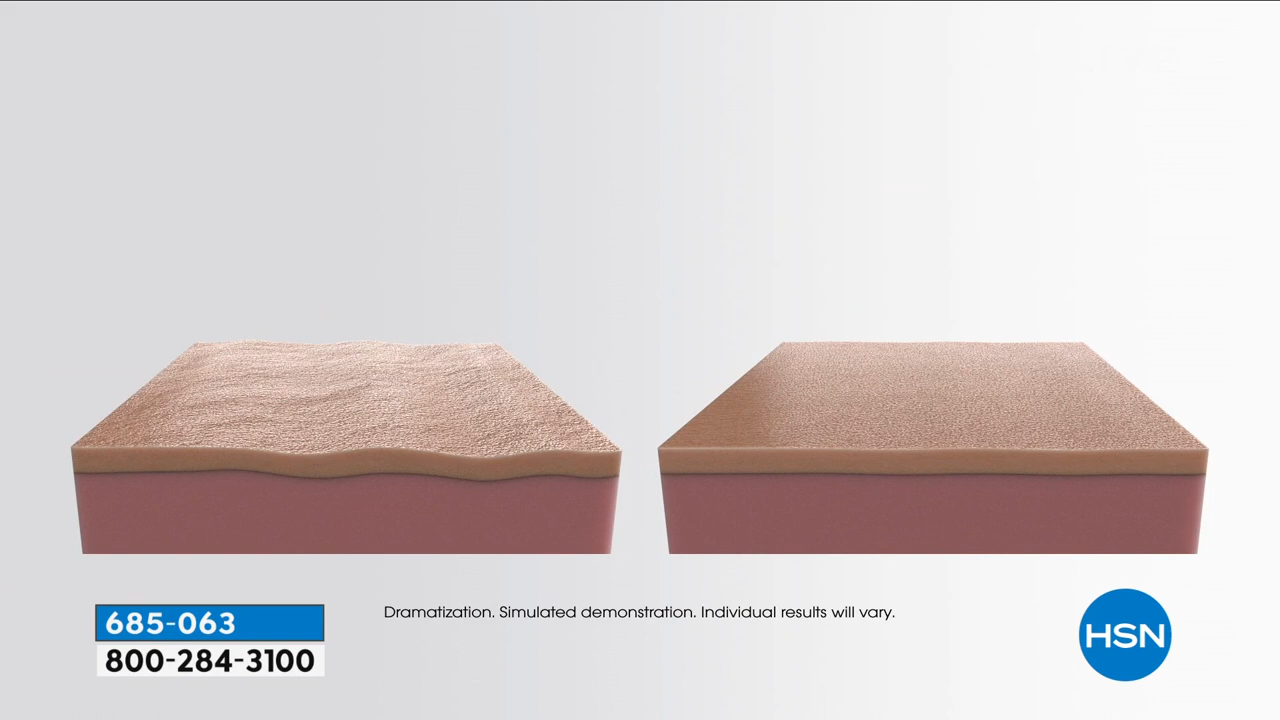 685-063
800-284-3100
Dramatization. Simulated demonstration. Individual results will vary.
HSN